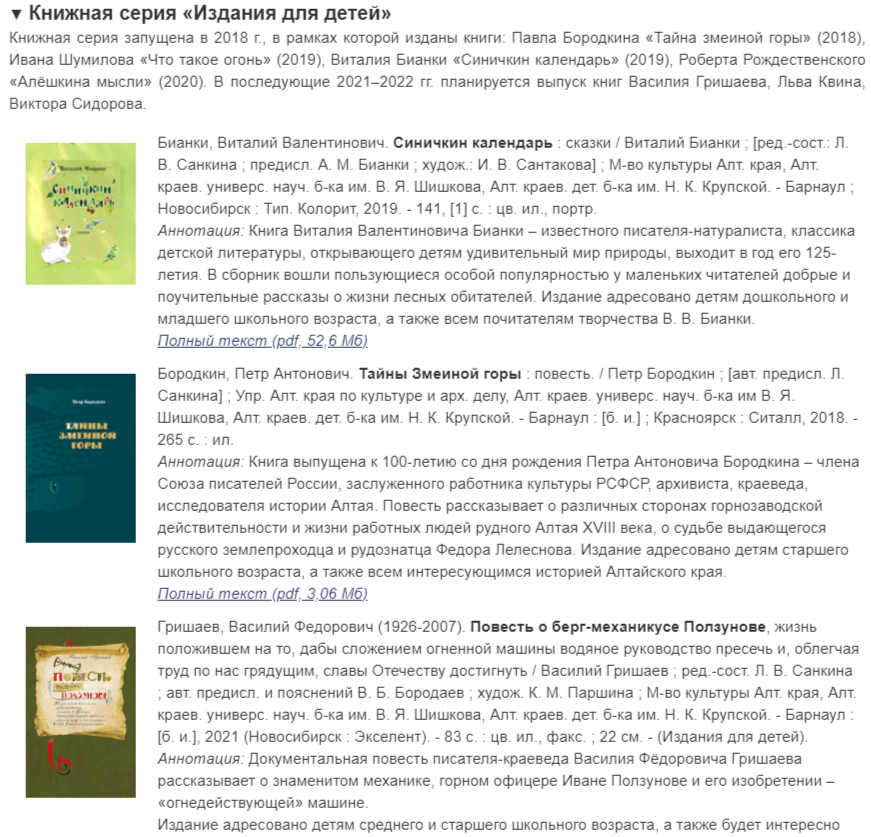 ▼ Книжная серия «Издания для детей»
Книжная серия запущена в 2018 г., в рамках которой изданы книги: Павла Бородкина «Тайна змеиной горы» (2018),
Ивана Шумилова «Что такое огонь» (2019), Виталия Бианки «Синичкин календарь» (2019), Роберта Рождественского
«Алёшкина мысли» (2020). В последующие 2021–2022 гг. планируется выпуск книг Василия Гришаева, Льва Квина,
Виктора Сидорова.
Виталий Бианки
Синичкин
календарь
Бианки, Виталий Валентинович. Синичкин календарь : сказки / Виталий Бианки ; [ред.-сост.: Л.
В. Санкина ; предисл. А. М. Бианки ; худож.: И. В. Сантакова] ; М-во культуры Алт. края, Алт.
краев. универс. науч. б-ка им. В. Я. Шишкова, Алт. краев. дет. б-ка им. Н. К. Крупской. - Барнаул ;
Новосибирск : Тип. Колорит, 2019. - 141, [1] с. : цв. ил., портр.
Аннотация: Книга Виталия Валентиновича Бианки – известного писателя-натуралиста, классика
детской литературы, открывающего детям удивительный мир природы, выходит в год его 125-
летия. В сборник вошли пользующиеся особой популярностью у маленьких читателей добрые и
поучительные рассказы о жизни лесных обитателей. Издание адресовано детям дошкольного и
младшего школьного возраста, а также всем почитателям творчества В. В. Бианки.
Полный текст (pdf, 52,6 Мб)
Петр Бородкин
ТАЙНЫ
ЗМЕИНОЙ
ГОРЫ
Бородкин, Петр Антонович. Тайны Змеиной горы : повесть. / Петр Бородкин ; [авт. предисл. Л.
Санкина] ; Упр. Алт. края по культуре и арх. делу, Алт. краев. универс. науч. б-ка им В. Я.
Шишкова, Алт. краев. дет. б-ка им. Н. К. Крупской. - Барнаул : [б. и.] ; Красноярск : Ситалл, 2018. -
265 с. : ил.
Аннотация: Книга выпущена к 100-летию со дня рождения Петра Антоновича Бородкина – члена
Союза писателей России, заслуженного работника культуры РСФСР, архивиста, краеведа,
исследователя истории Алтая. Повесть рассказывает о различных сторонах горнозаводской
действительности и жизни работных людей рудного Алтая XVIII века, о судьбе выдающегося
русского землепроходца и рудознатца Федора Лелеснова. Издание адресовано детям старшего
школьного возраста, а также всем интересующимся историей Алтайского края.
Полный текст (pdf, 3,06 Мб)
ПОВЕСТЬ
Гришаев, Василий Федорович (1926-2007). Повесть о берг-механикусе Ползунове, жизнь
положившем на то, дабы сложением огненной машины водяное руководство пресечь и, облегчая
труд по нас грядущим, славы Отечеству достигнуть / Василий Гришаев ; ред.-сост. Л. В. Санкина
; авт. предисл. и пояснений В. Б. Бородаев ; худож. К. М. Паршина ; М-во культуры Алт. края, Алт.
краев. универс. науч. б-ка им. В. Я. Шишкова, Алт. краев. дет. б-ка им. Н. К. Крупской. - Барнаул :
[б. и.], 2021 (Новосибирск : Экселент). - 83 с. : цв. ил., факс. ; 22 см. - (Издания для детей).
Аннотация: Документальная повесть писателя-краеведа Василия Фёдоровича Гришаева
рассказывает о знаменитом механике, горном офицере Иване Ползунове и его изобретении –
«огнедействующей» машине.
Издание адресовано детям среднего и старшего школьного возраста, а также будет интересно